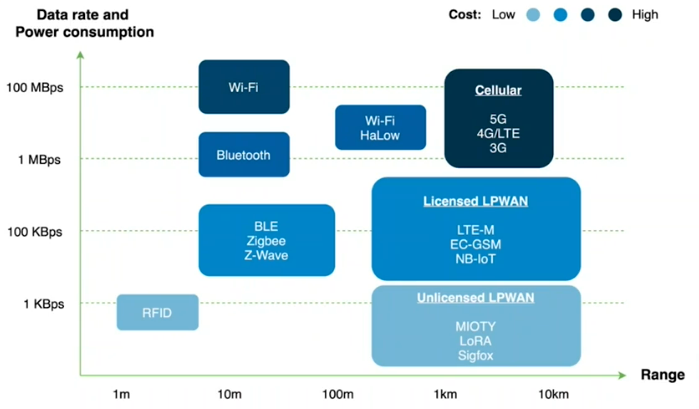 Data rate and
Power consumption
Cost: Low High
100 MBps
1 MBps
100 KBps
1 KBps
Wi-Fi
Bluetooth
Wi-Fi
HaLow
Cellular
5G
4G/LTE
3G
BLE
Zigbee
Z-Wave
Licensed LPWAN
LTE-M
EC-GSM
NB-IoT
RFID
Unlicensed LPWAN
MIOTY
LoRA
Sigfox
Range
1m
10m
100m
1km
10km